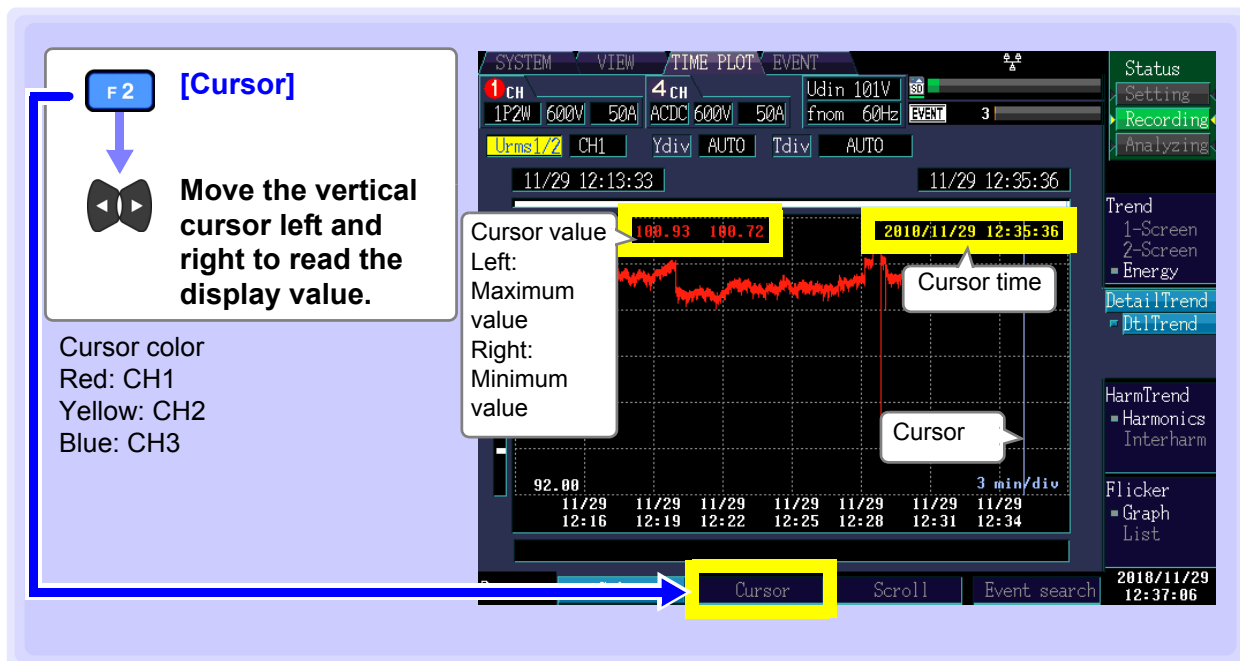 F 2
[Cursor]
Move the vertical
cursor left and
right to read the
display value.
Cursor color
Red: CH1
Yellow: CH2
Blue: CH3
SYSTEM VIEW TIME PLOT EVENT
1 CH 4 CH Udin 101V SD
1P2W 600V 50A ACDC 600V 50A fnom 60Hz EVENT 3
Urms1/2 CH1 Ydiv AUTO Tdiv AUTO
11/29 12:13:33 11/29 12:35:36
Cursor value
Left:
Maximum
value
Right:
Minimum
value
100.93 100.72
2018/11/29 12:35:36
Cursor time
Cursor
92.00
3 min/div
11/29 11/29 11/29 11/29 11/29 11/29 11/29
12:16 12:19 12:22 12:25 12:28 12:31 12:34
Cursor Scroll Event search
Status
Setting
Recording
Analyzing
Trend
1-Screen
2-Screen
Energy
DetailTrend
DtlTrend
HarmTrend
Harmonics
Interharm
Flicker
Graph
List
2018/11/29
12:37:06